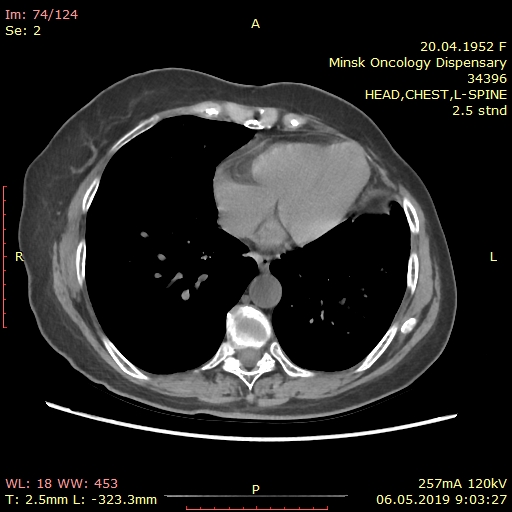 Im: 74/124
Se: 2
A
20.04.1952 F
Minsk Oncology Dispensary
34396
HEAD,CHEST,L-SPINE
2.5 stnd
R
L
WL: 18 WW: 453
T: 2.5mm L: -323.3mm
P
257mA 120kV
06.05.2019 9:03:27